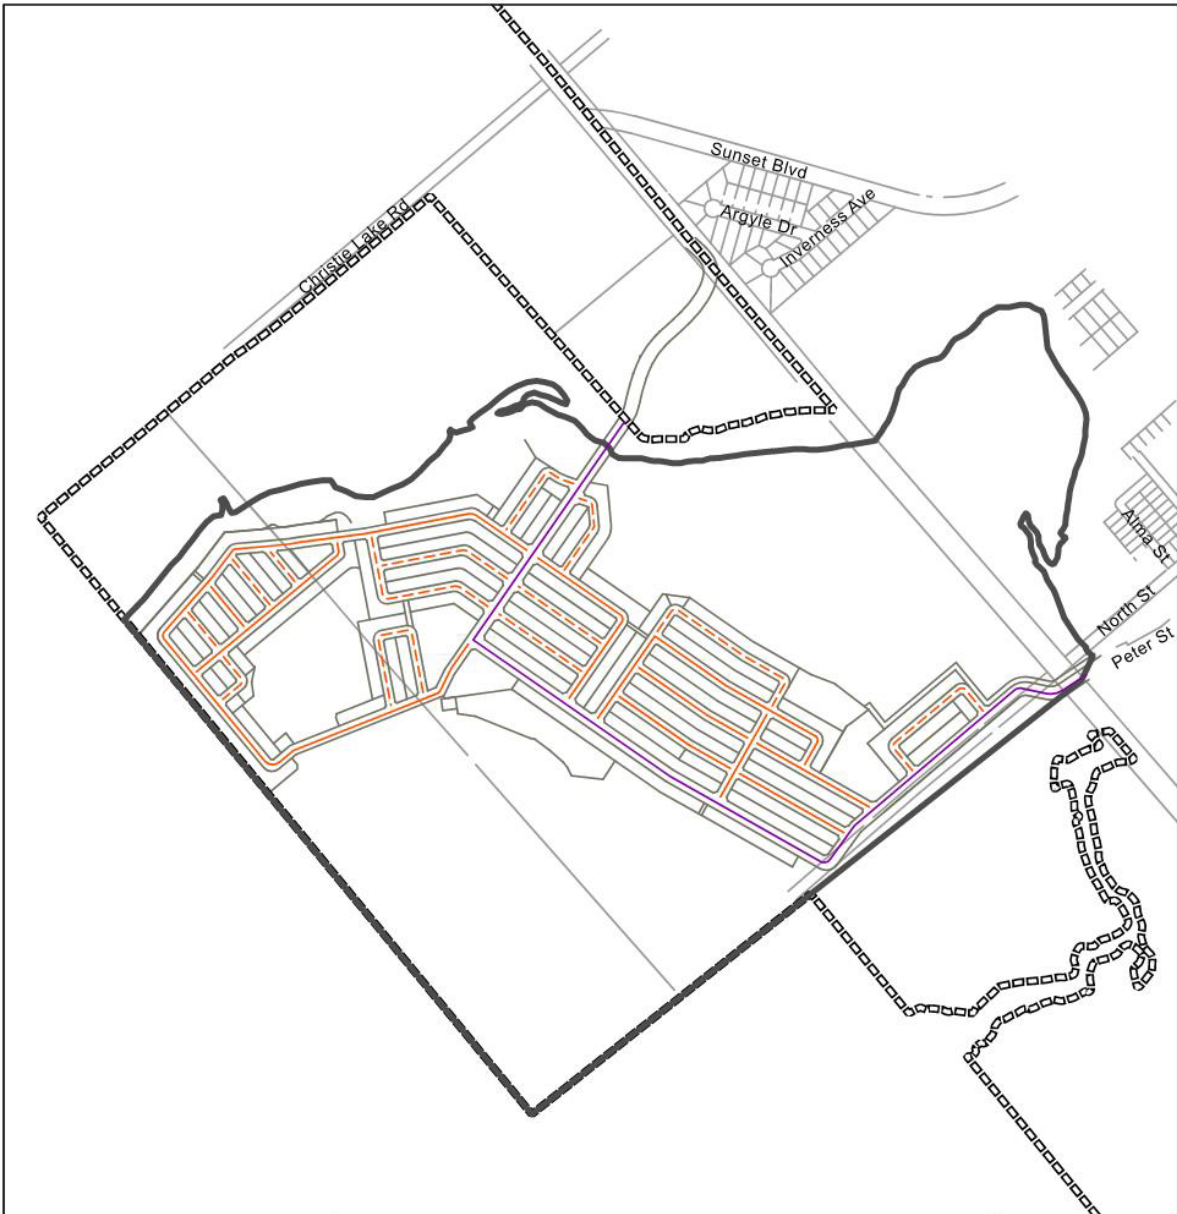 Sunset Blvd
Argyle Dr
Inverness Ave
Christie Lake Rd
Alma St
North St
Peter St